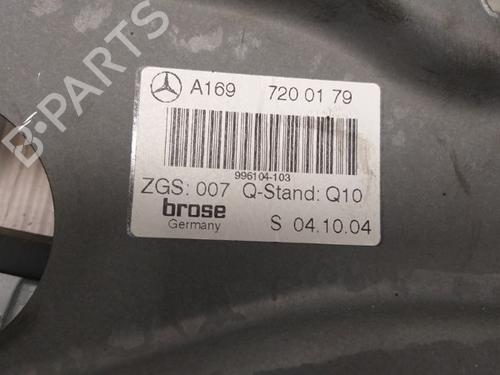 A169 720 01 79
996104-103
ZGS: 007 Q-Stand: Q10
brose
Germany S 04.10.04
B-PARTS